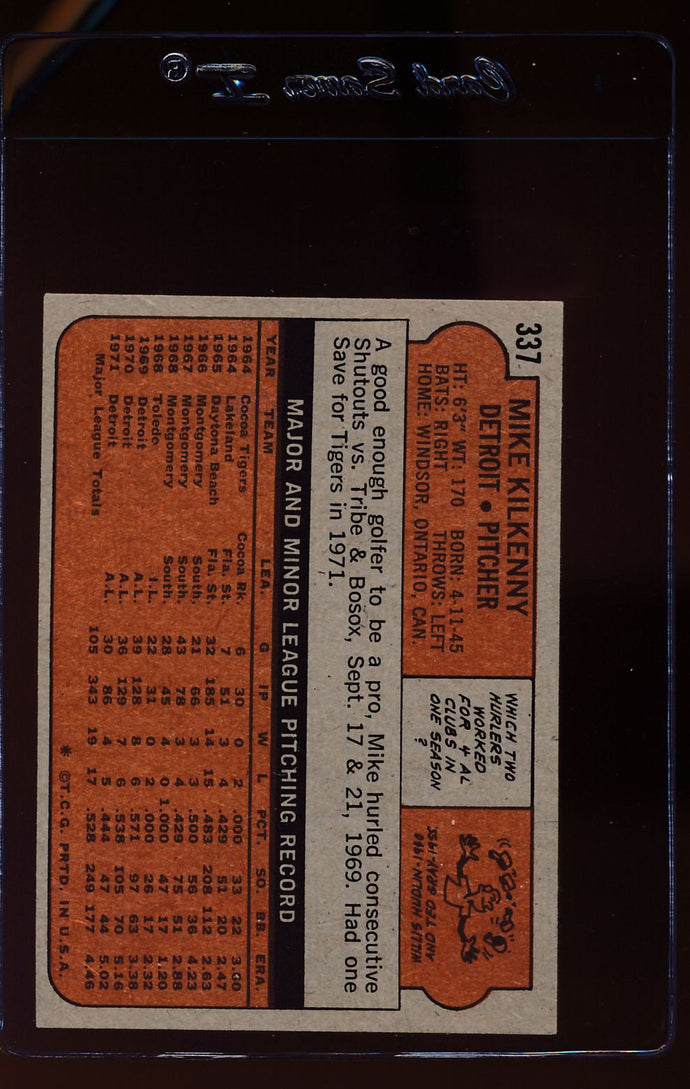 Card Saver I ®
337
MIKE KILKENNY
DETROIT • PITCHER
HT: 6'3" WT: 170 BORN: 4-11-45
BATS: RIGHT THROWS: LEFT
HOME: WINDSOR, ONTARIO, CAN.
WHICH TWO
HURLERS
WORKED
FOR 4 AL
CLUBS IN
ONE SEASON
?
WILLIS HUDLIN-1940
AND TED GRAY-1955
A good enough golfer to be a pro, Mike hurled consecutive
Shutouts vs. Tribe & Bosox, Sept. 17 & 21, 1969. Had one
Save for Tigers in 1971.
MAJOR AND MINOR LEAGUE PITCHING RECORD
YEAR TEAM LEA. G IP W L PCT. SO. BB. ERA.
1964 Cocoa Tigers Cocoa Rk. 6 30 0 2 .000 33 22 3.00
1964 Lakeland Fla. St. 7 51 3 4 .429 51 20 2.47
1965 Daytona Beach Fla. St. 32 185 14 15 .483 208 112 2.63
1966 Montgomery South. 21 66 3 3 .500 56 36 4.23
1967 Montgomery South. 43 78 3 4 .429 75 51 2.88
1968 Montgomery South. 28 45 4 0 1.000 47 17 1.20
1968 Toledo I.L. 22 31 0 2 .000 26 17 2.32
1969 Detroit A.L. 39 128 8 6 .571 97 63 3.38
1970 Detroit A.L. 36 129 7 6 .538 105 70 5.16
1971 Detroit A.L. 30 86 4 5 .444 47 44 5.02
Major League Totals 105 343 19 17 .528 249 177 4.46
* ©T.C.G. PRTD. IN U.S.A.